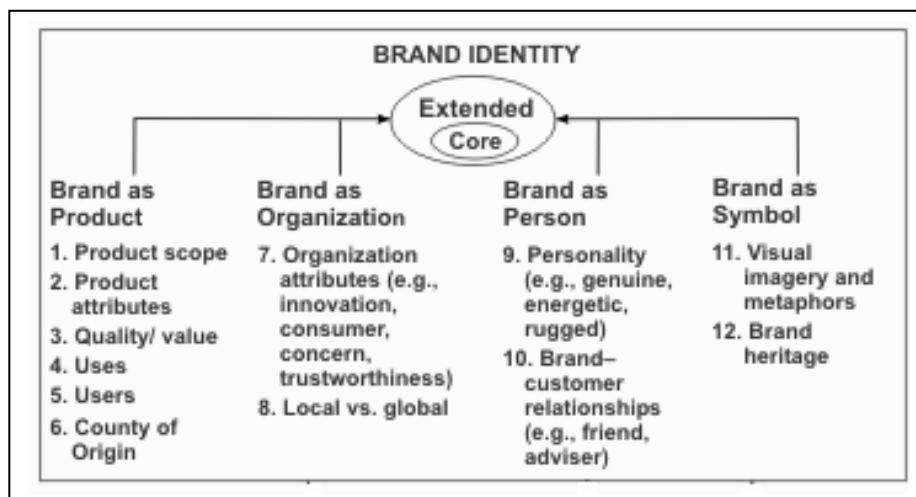 BRAND IDENTITY
Extended
Core
Brand as
Product
1. Product scope
2. Product
attributes
3. Quality/ value
4. Uses
5. Users
6. County of
Origin
Brand as
Organization
7. Organization
attributes (e.g.,
innovation,
consumer,
concern,
trustworthiness)
8. Local vs. global
Brand as
Person
9. Personality
(e.g., genuine,
energetic,
rugged)
10. Brand–
customer
relationships
(e.g., friend,
adviser)
Brand as
Symbol
11. Visual
imagery and
metaphors
12. Brand
heritage